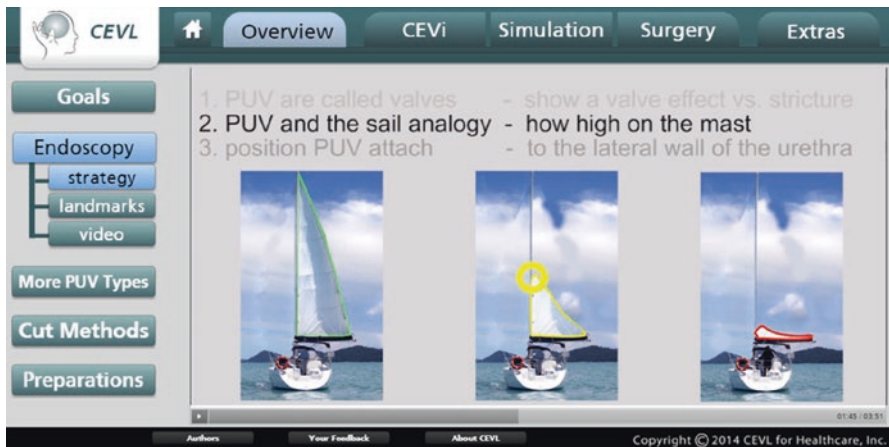 CEVL
Overview
CEVi
Simulation
Surgery
Extras
Goals
Endoscopy
strategy
landmarks
video
More PUV Types
Cut Methods
Preparations
1. PUV are called valves - show a valve effect vs. stricture
2. PUV and the sail analogy - how high on the mast
3. position PUV attach - to the lateral wall of the urethra
01:45 / 03:51
Authors
Your Feedback
About CEVL
Copyright © 2014 CEVL for Healthcare, Inc.